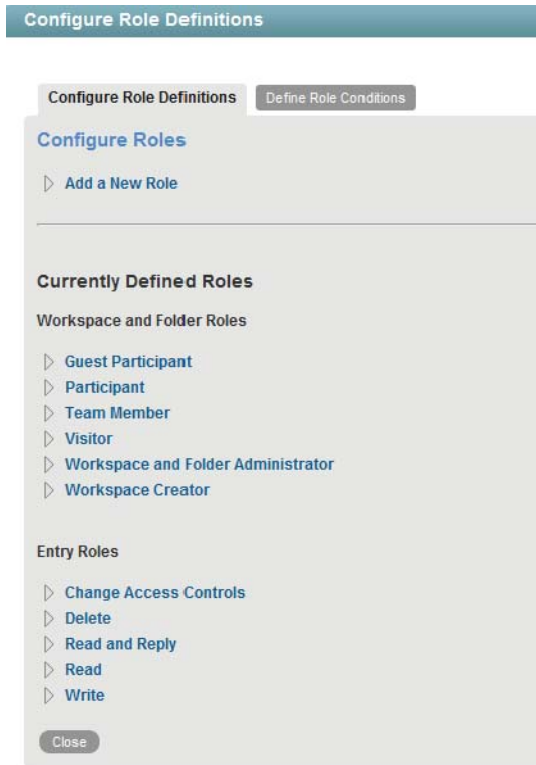 Configure Role Definitions
Configure Role Definitions Define Role Conditions
Configure Roles
Add a New Role
Currently Defined Roles
Workspace and Folder Roles
Guest Participant
Participant
Team Member
Visitor
Workspace and Folder Administrator
Workspace Creator
Entry Roles
Change Access Controls
Delete
Read and Reply
Read
Write
Close